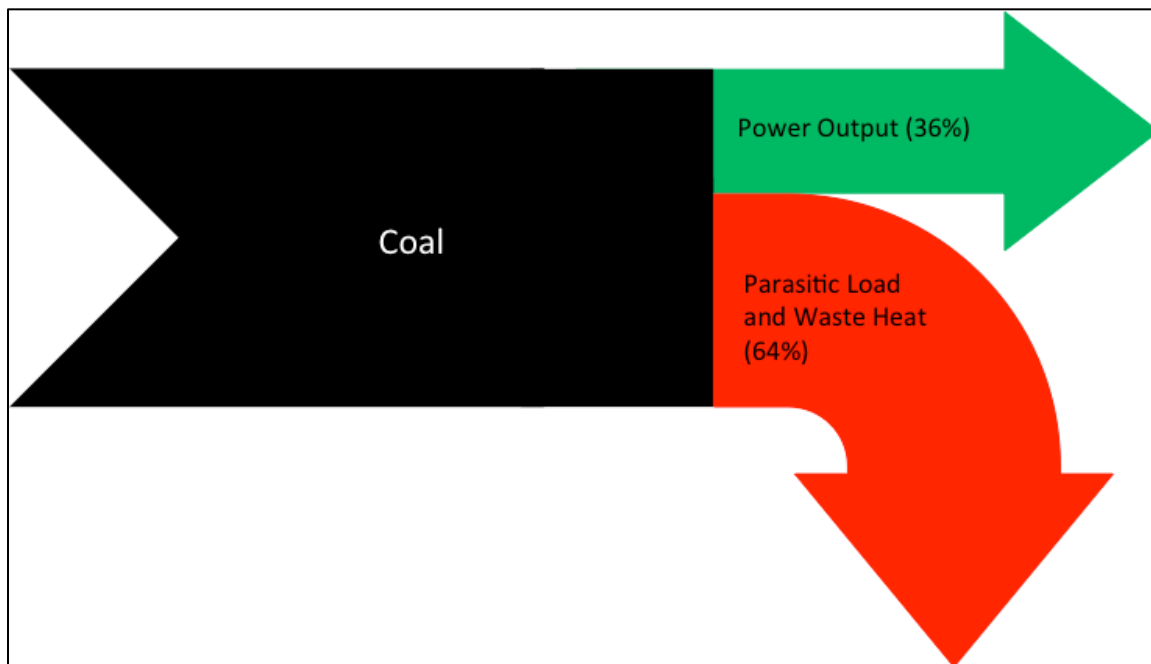 Power Output (36%)
Coal
Parasitic Load
and Waste Heat
(64%)